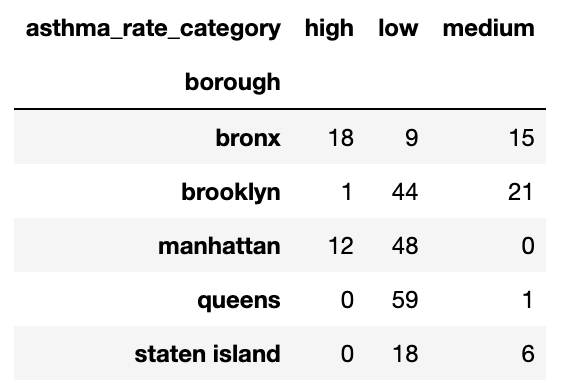 asthma_rate_category high low medium
borough
bronx 18 9 15
brooklyn 1 44 21
manhattan 12 48 0
queens 0 59 1
staten island 0 18 6